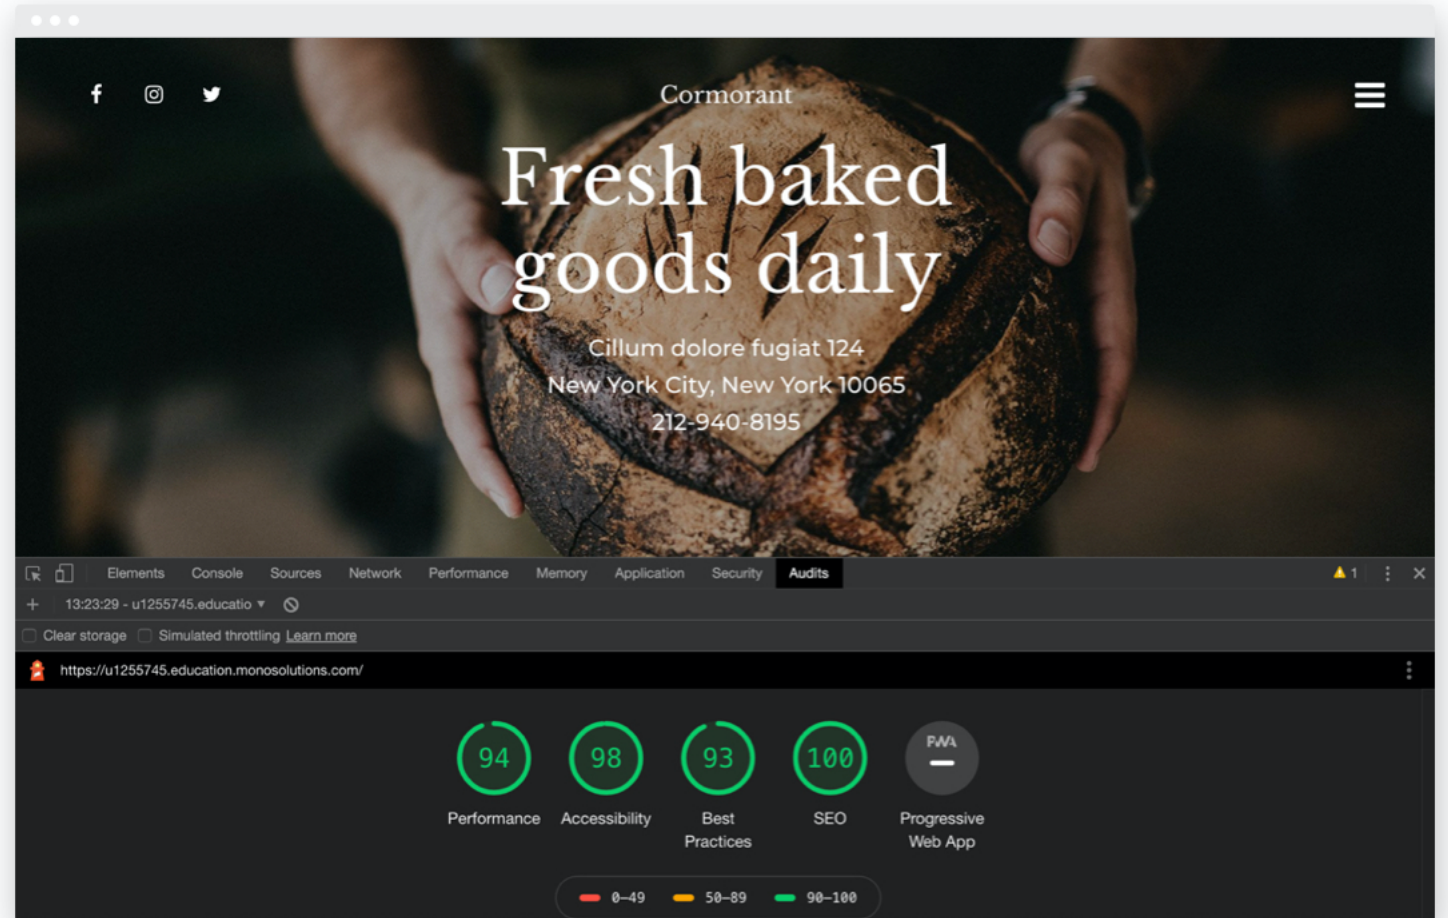 Cormorant
Fresh baked
goods daily
Cillum dolore fugiat 124
New York City, New York 10065
212-940-8195
Elements Console Sources Network Performance Memory Application Security Audits 1
13:23:29 - u1255745.educatio
Clear storage Simulated throttling Learn more
https://u1255745.education.monosolutions.com/
94 98 93 100 PWA
Performance Accessibility Best Practices SEO Progressive Web App
0–49 50–89 90–100